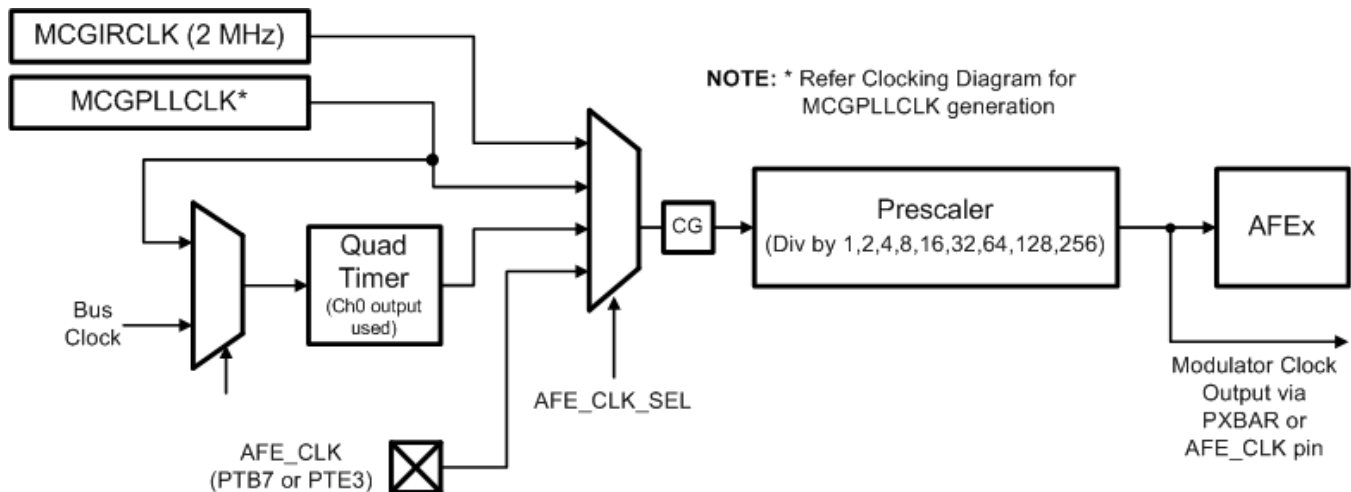 MCGIRCLK (2 MHz)
MCGPLLCLK*
NOTE: * Refer Clocking Diagram for
MCGPLLCLK generation
Bus
Clock
Quad
Timer
(Ch0 output
used)
AFE_CLK
(PTB7 or PTE3)
AFE_CLK_SEL
CG
Prescaler
(Div by 1,2,4,8,16,32,64,128,256)
AFEx
Modulator Clock
Output via
PXBAR or
AFE_CLK pin